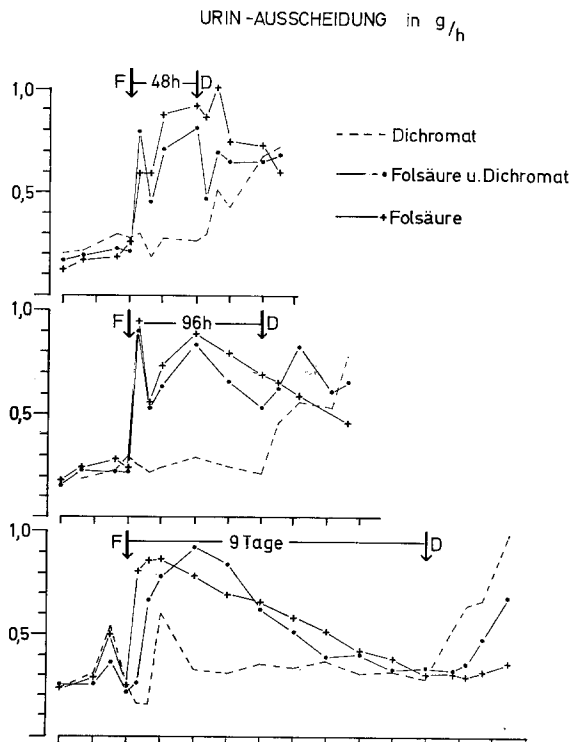 URIN-AUSSCHEIDUNG in g/h
F 48h D
1,0
0,5
Dichromat
Folsäure u. Dichromat
Folsäure
F 96h D
1,0
0,5
F 9 Tage D
1,0
0,5